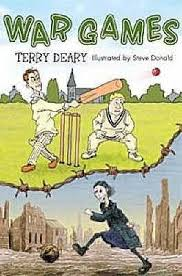 WAR GAMES
TERRY DEARY Illustrated by Steve Donald